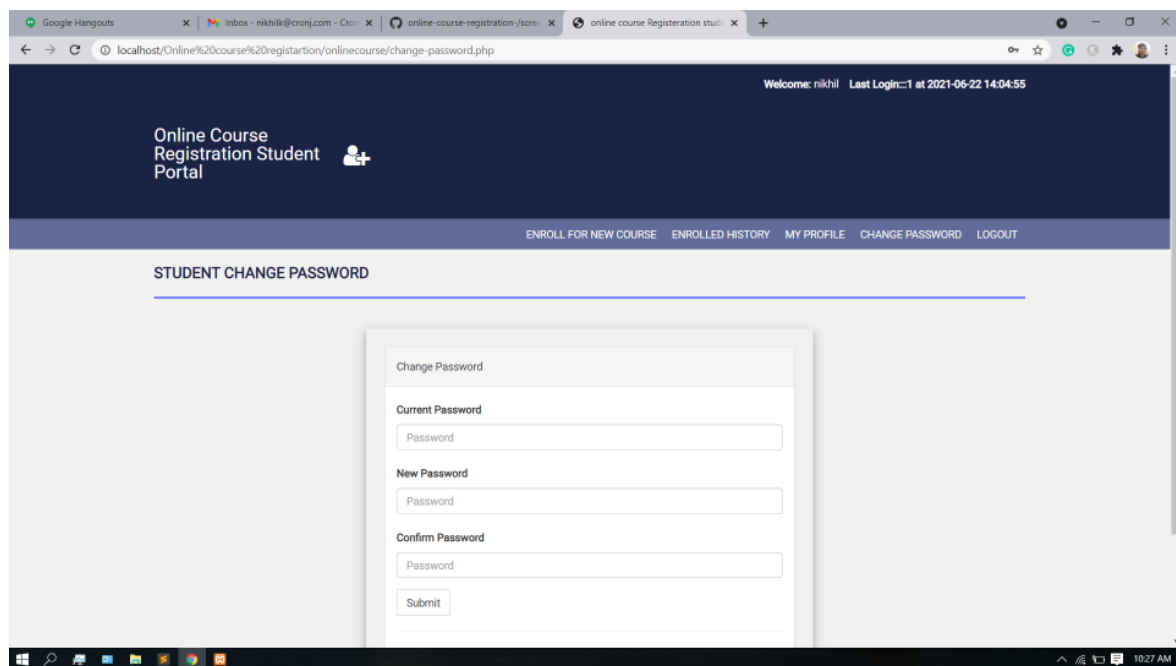 Google Hangouts
Inbox - nikhilk@cronj.com - Cron
online-course-registration-/scree
online course Registeration stude
localhost/Online%20course%20registartion/onlinecourse/change-password.php
Welcome: nikhil Last Login:::1 at 2021-06-22 14:04:55
Online Course
Registration Student
Portal
ENROLL FOR NEW COURSE ENROLLED HISTORY MY PROFILE CHANGE PASSWORD LOGOUT
STUDENT CHANGE PASSWORD
Change Password
Current Password
Password
New Password
Password
Confirm Password
Password
Submit
10:27 AM